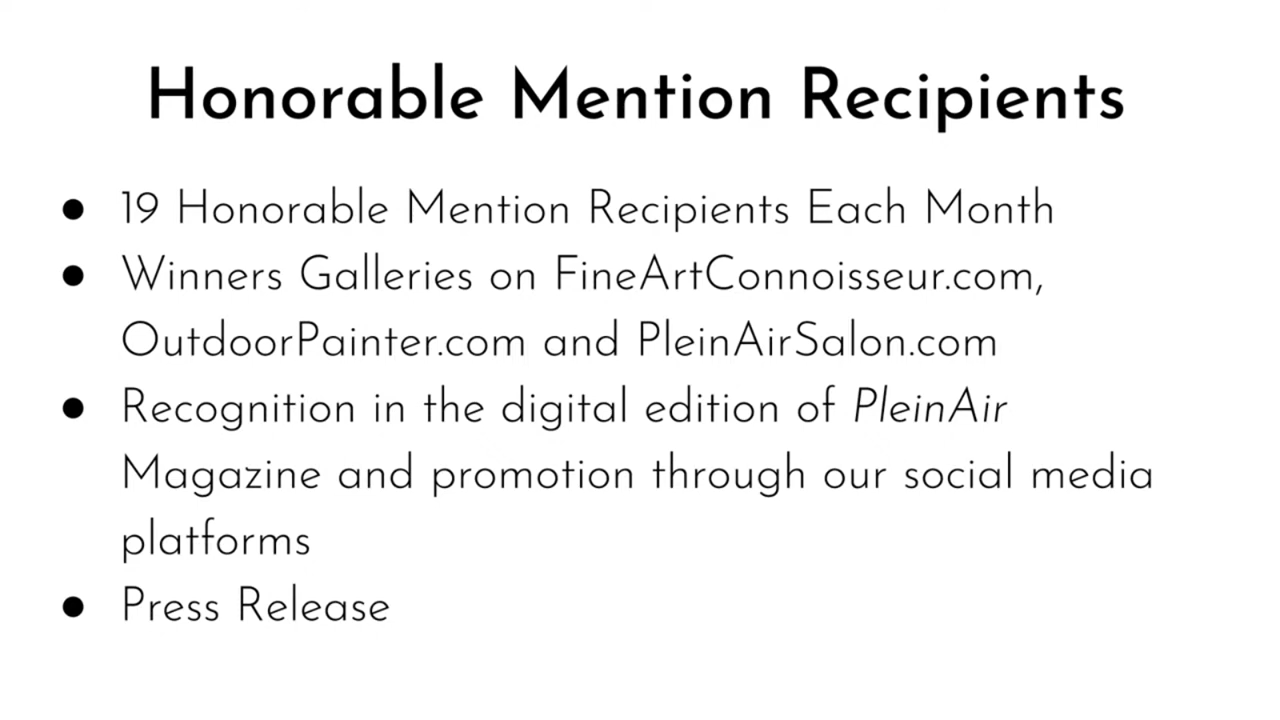 Honorable Mention Recipients
● 19 Honorable Mention Recipients Each Month
● Winners Galleries on FineArtConnoisseur.com,
OutdoorPainter.com and PleinAirSalon.com
● Recognition in the digital edition of PleinAir
Magazine and promotion through our social media
platforms
● Press Release